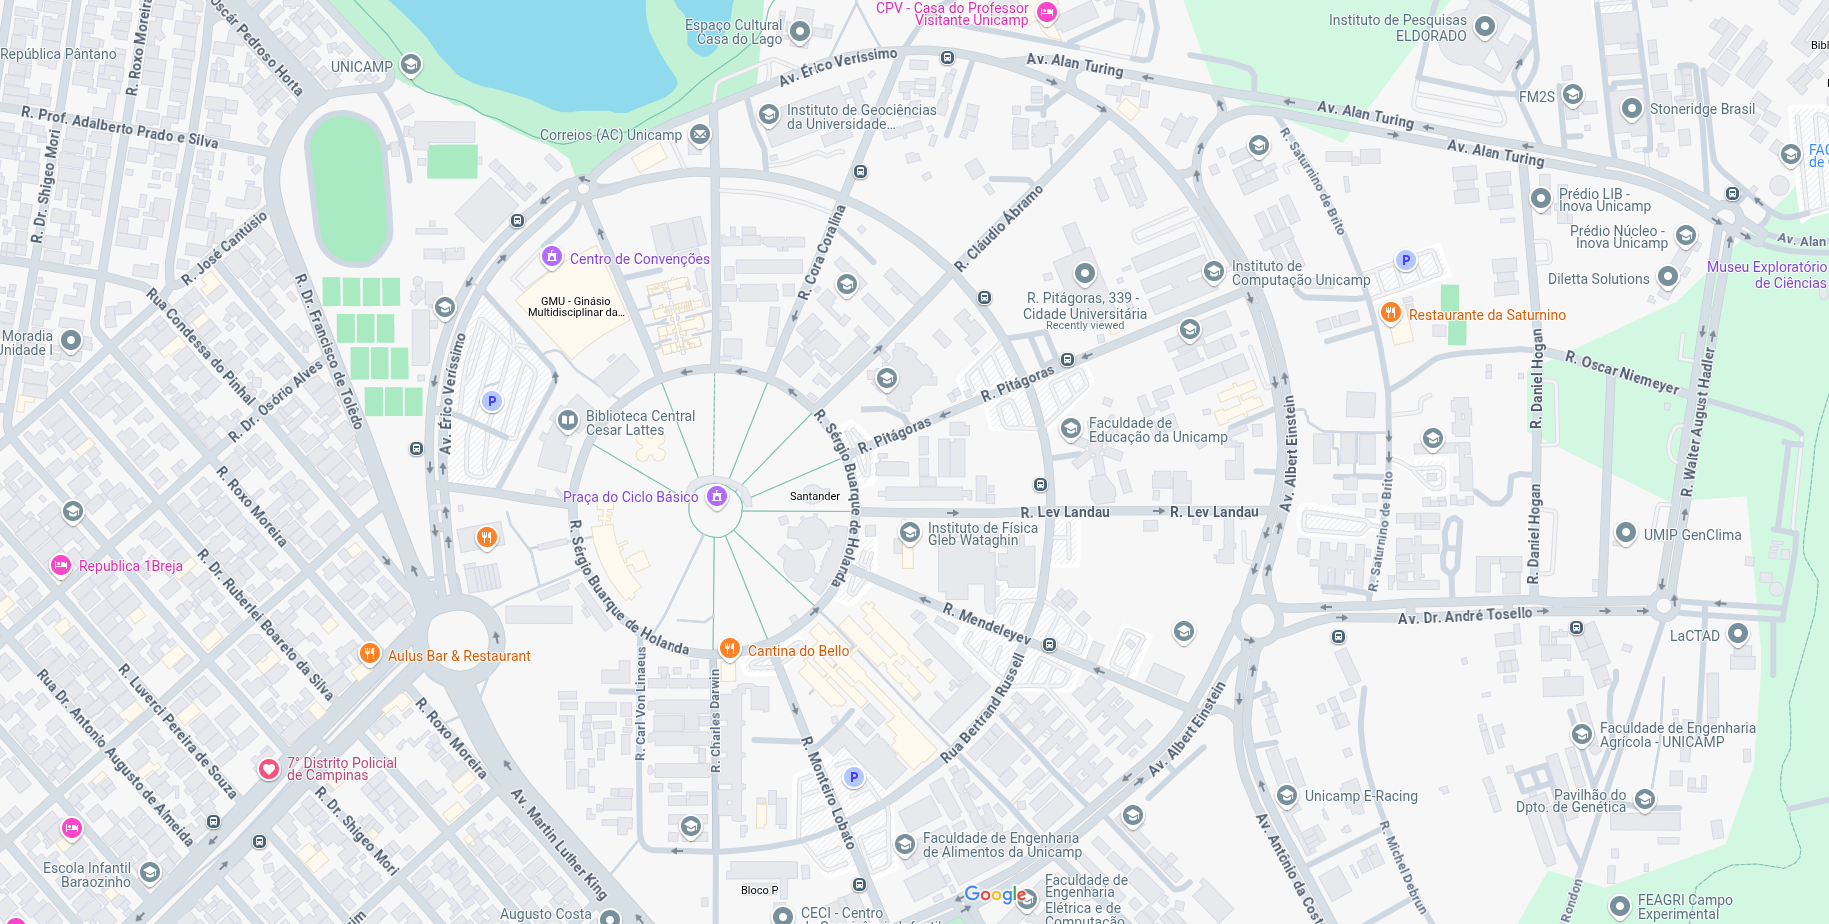 CPV - Casa do Professor
Visitante Unicamp
Espaço Cultural
Casa do Lago
Instituto de Pesquisas
ELDORADO
República Pântano
R. Roxo Moreira
Oscar Pedroso Horta
UNICAMP
Av. Érico Veríssimo
Av. Alan Turing
FM2S
Stoneridge Brasil
R. Prof. Adalberto Prado e Silva
Instituto de Geociências
da Universidade...
Correios (AC) Unicamp
Av. Alan Turing
Av. Alan Turing
R. Dr. Shigeo Mori
R. Saturnino de Brito
Prédio LIB -
Inova Unicamp
R. José Cantúsio
R. Cora Coralina
R. Cláudio Abramo
Prédio Núcleo -
Inova Unicamp
Av. Alan
Centro de Convenções
Instituto de
Computação Unicamp
Diletta Solutions
Museu Exploratório
de Ciências
P
GMU - Ginásio
Multidisciplinar da...
R. Pitágoras, 339 -
Cidade Universitária
Recently viewed
Restaurante da Saturnino
Moradia
Unidade I
Rua Condessa do Pinhal
R. Dr. Francisco de Toledo
R. Dr. Osório Alves
Av. Érico Veríssimo
P
R. Pitágoras
R. Daniel Hogan
R. Oscar Niemeyer
R. Walter August Hadler
Biblioteca Central
Cesar Lattes
R. Sérgio Buarque de Holanda
R. Pitágoras
Faculdade de
Educação da Unicamp
Av. Albert Einstein
R. Roxo Moreira
Praça do Ciclo Básico
Santander
R. Lev Landau
R. Lev Landau
R. Saturnino de Brito
R. Daniel Hogan
Instituto de Física
Gleb Wataghin
UMIP GenClima
Republica 1Breja
R. Dr. Ruberlei Boareto da Silva
R. Sérgio Buarque de Holanda
R. Mendeleyev
Av. Dr. André Tosello
LaCTAD
Aulus Bar & Restaurant
Cantina do Bello
R. Carl Von Linaeus
R. Charles Darwin
Rua Bertrand Russell
Av. Albert Einstein
Rua Dr. Antonio Augusto de Almeida
R. Luverci Pereira de Souza
R. Roxo Moreira
R. Monteiro Lobato
Faculdade de Engenharia
Agrícola - UNICAMP
7° Distrito Policial
de Campinas
P
R. Dr. Shigeo Mori
Av. Martin Luther King
Unicamp E-Racing
Pavilhão do
Dpto. de Genética
Av. Antônio da Cost
R. Michel Debrun
Faculdade de Engenharia
de Alimentos da Unicamp
Escola Infantil
Baraozinho
Bloco P
Google
Faculdade de
Engenharia
Elétrica e de
Computação
Rondon
FEAGRI Campo
Experimental
Augusto Costa
CECI - Centro